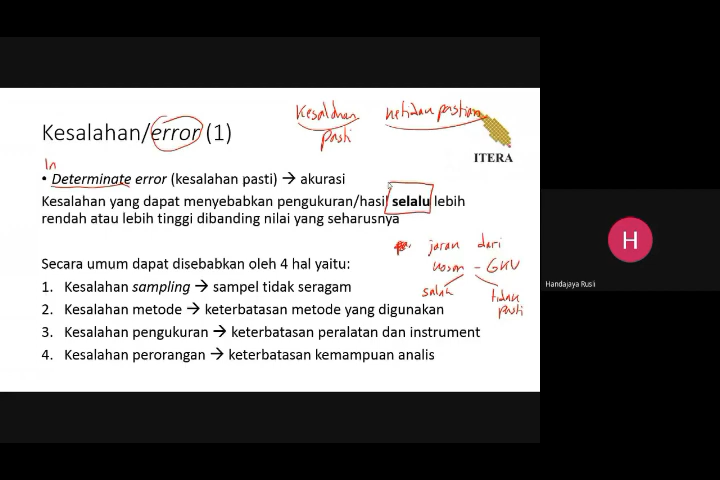 Kesalahan/error (1)
Kesalahan ketidak pastian
pasti
ITERA
In
• Determinate error (kesalahan pasti) → akurasi
Kesalahan yang dapat menyebabkan pengukuran/hasil selalu lebih
rendah atau lebih tinggi dibanding nilai yang seharusnya
jaran dari
kosan - GKU
salah tidak
pasti
Secara umum dapat disebabkan oleh 4 hal yaitu:
1. Kesalahan sampling → sampel tidak seragam
2. Kesalahan metode → keterbatasan metode yang digunakan
3. Kesalahan pengukuran → keterbatasan peralatan dan instrument
4. Kesalahan perorangan → keterbatasan kemampuan analis
H
Handajaya Rusli